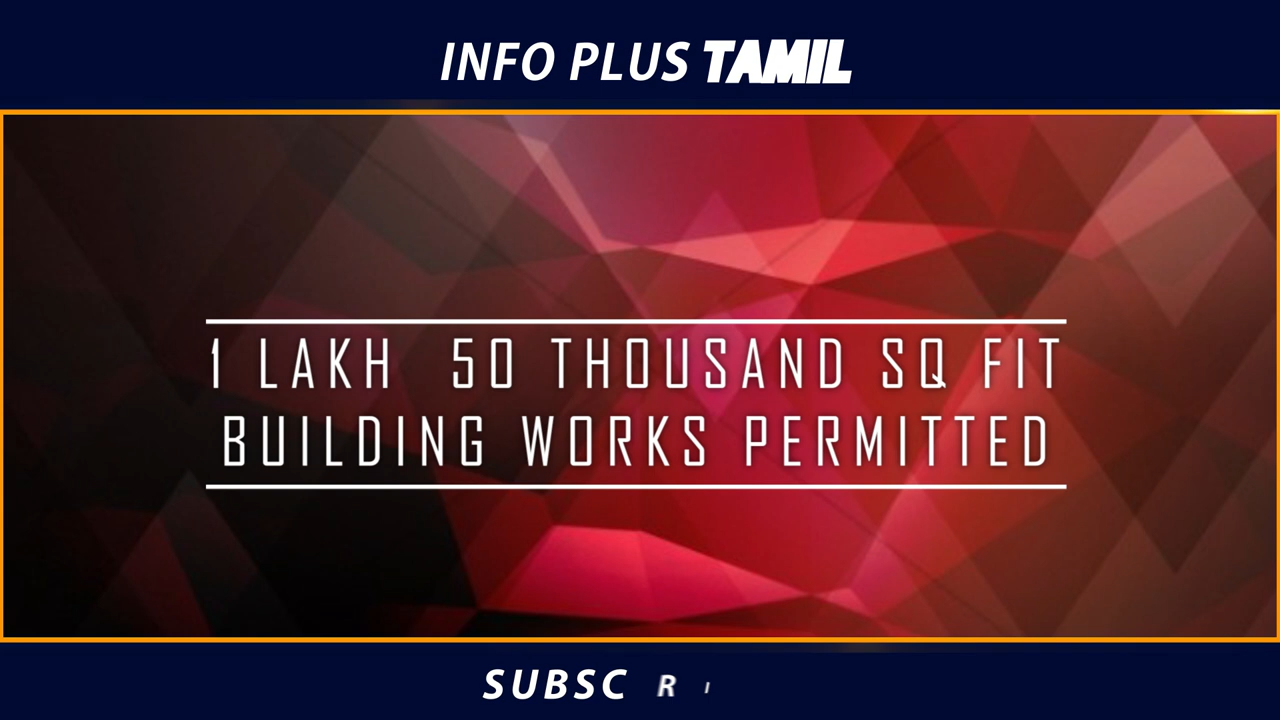 INFO PLUS TAMIL
1 LAKH 50 THOUSAND SQ FIT
BUILDING WORKS PERMITTED
SUBSC R I